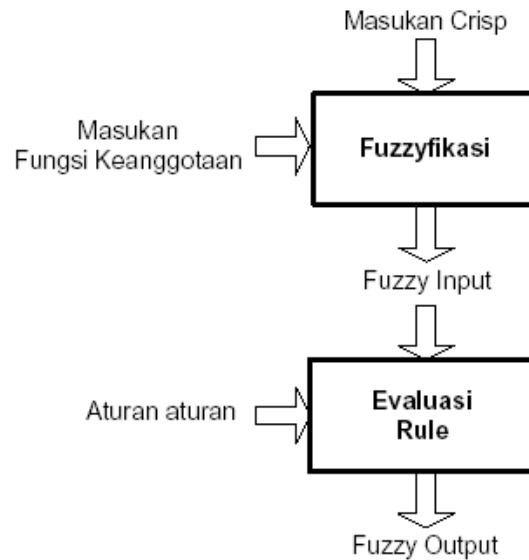 Masukan Crisp
Masukan
Fungsi Keanggotaan
Fuzzyfikasi
Fuzzy Input
Aturan aturan
Evaluasi
Rule
Fuzzy Output